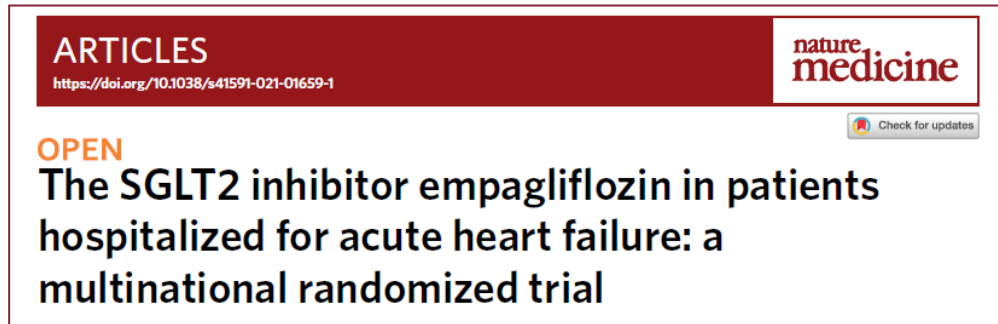 ARTICLES
https://doi.org/10.1038/s41591-021-01659-1
nature
medicine
Check for updates
OPEN
The SGLT2 inhibitor empagliflozin in patients
hospitalized for acute heart failure: a
multinational randomized trial